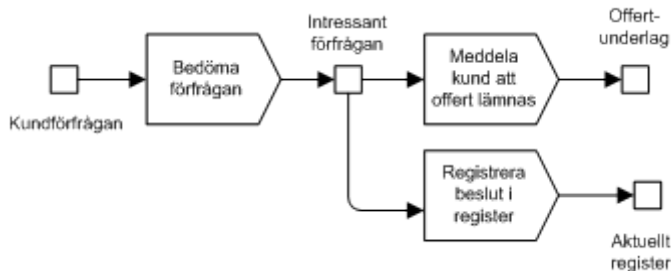 Kundförfrågan
Bedöma
förfrågan
Intressant
förfrågan
Meddela
kund att
offert lämnas
Offert-
underlag
Registrera
beslut i
register
Aktuellt
register